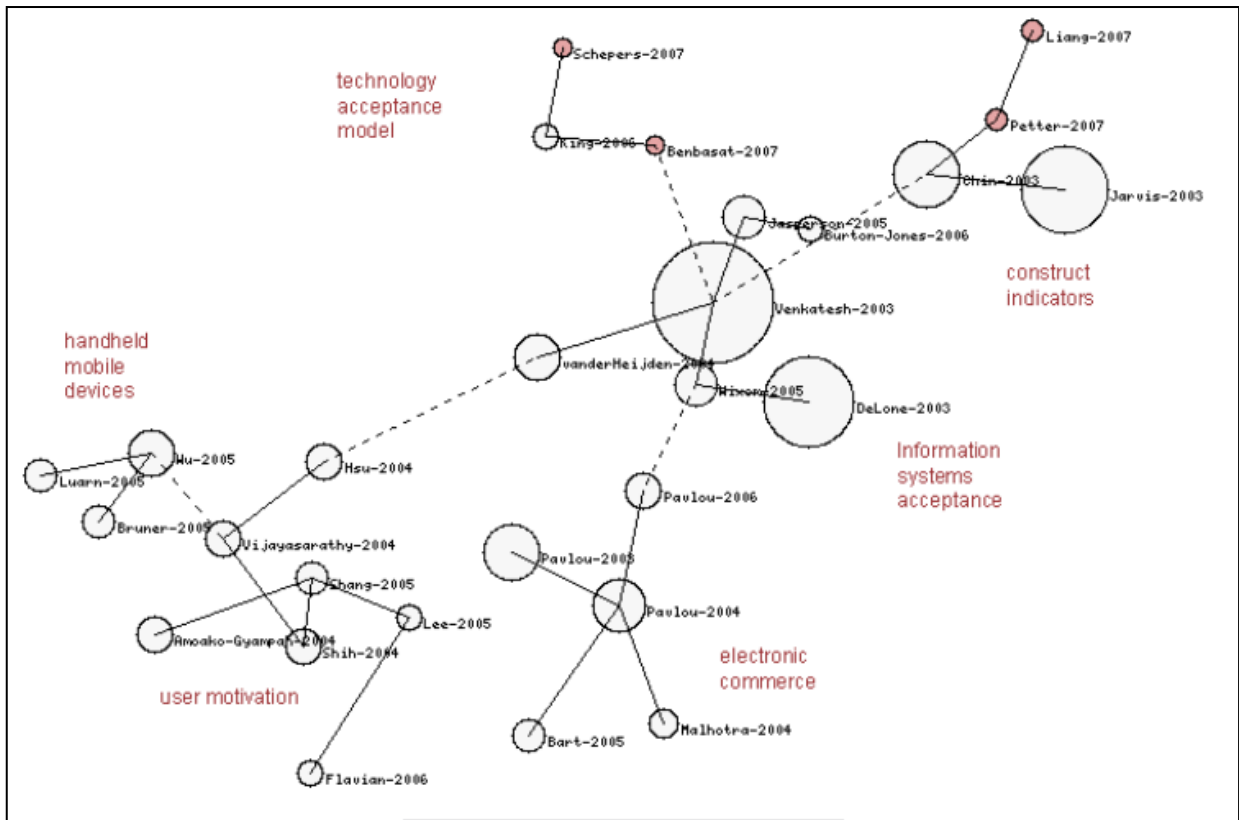 Schepers-2007
Liang-2007
technology
acceptance
model
King-2006
Benbasat-2007
Petter-2007
Chin-2003
Jarvis-2003
Jasperson-2005
Burton-Jones-2006
construct
indicators
Venkatesh-2003
handheld
mobile
devices
vanderHeijden-2004
Wixom-2005
DeLone-2003
Information
systems
acceptance
Wu-2005
Luarn-2005
Hsu-2004
Bruner-2005
Vijayasarathy-2004
Pavlou-2006
Pavlou-2003
Shang-2005
Pavlou-2004
Lee-2005
Amoako-Gyampah-2004
Shih-2004
user motivation
electronic
commerce
Bart-2005
Malhotra-2004
Flavian-2006